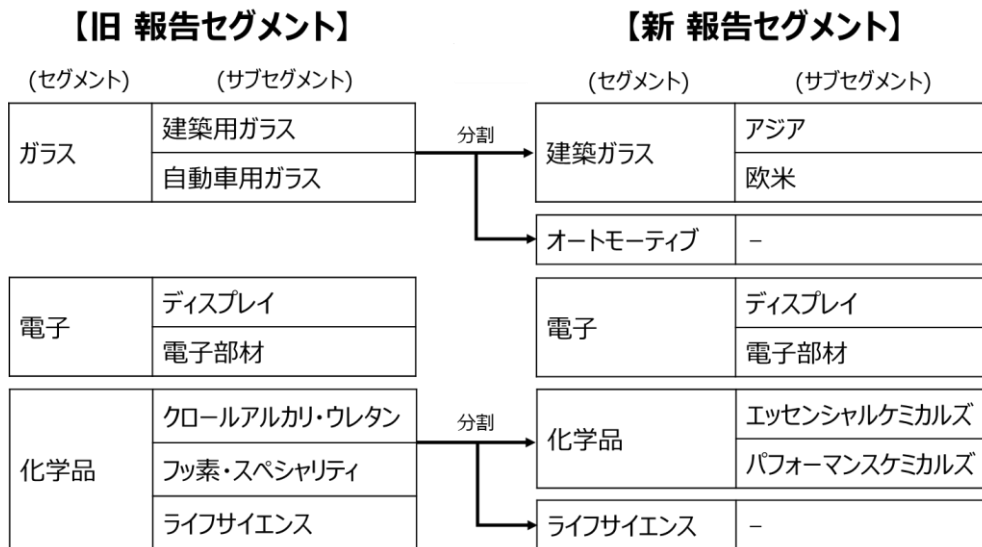 【旧 報告セグメント】
(セグメント) (サブセグメント)
ガラス
建築用ガラス
自動車用ガラス
電子
ディスプレイ
電子部材
化学品
クロールアルカリ・ウレタン
フッ素・スペシャリティ
ライフサイエンス
分割
分割
【新 報告セグメント】
(セグメント) (サブセグメント)
建築ガラス
アジア
欧米
オートモーティブ
–
電子
ディスプレイ
電子部材
化学品
エッセンシャルケミカルズ
パフォーマンスケミカルズ
ライフサイエンス
–